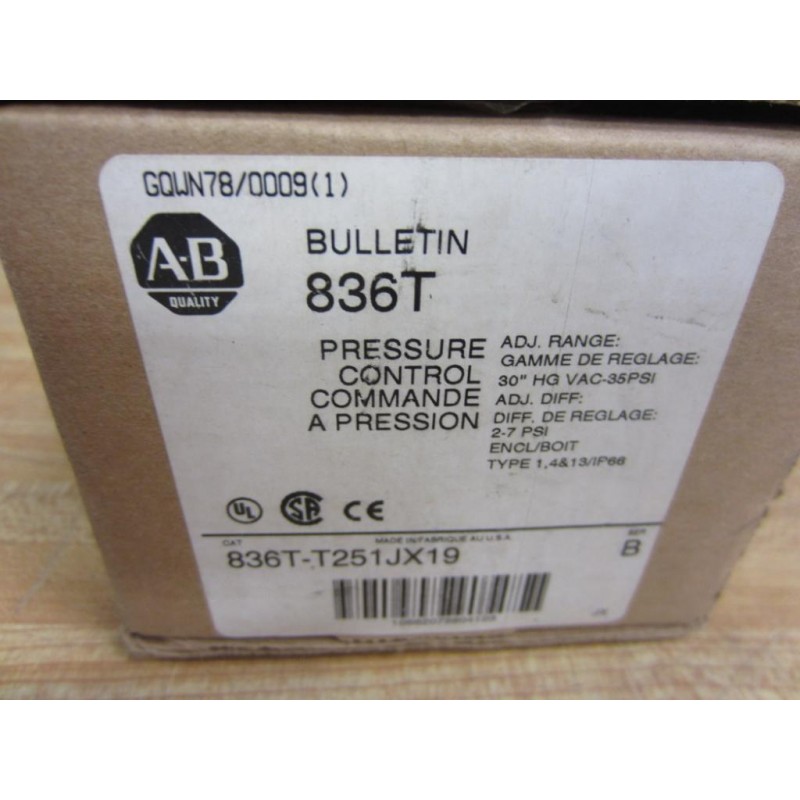 GQWN78/0009(1)
A-B
QUALITY
BULLETIN
836T
PRESSURE
CONTROL
COMMANDE
A PRESSION
ADJ. RANGE:
GAMME DE REGLAGE:
30" HG VAC-35PSI
ADJ. DIFF:
DIFF. DE REGLAGE:
2-7 PSI
ENCL/BOIT
TYPE 1,4&13/IP66
UL
SA
CE
CAT
MADE IN/FABRIQUE AU U.S.A.
SER
836T-T251JX19
B